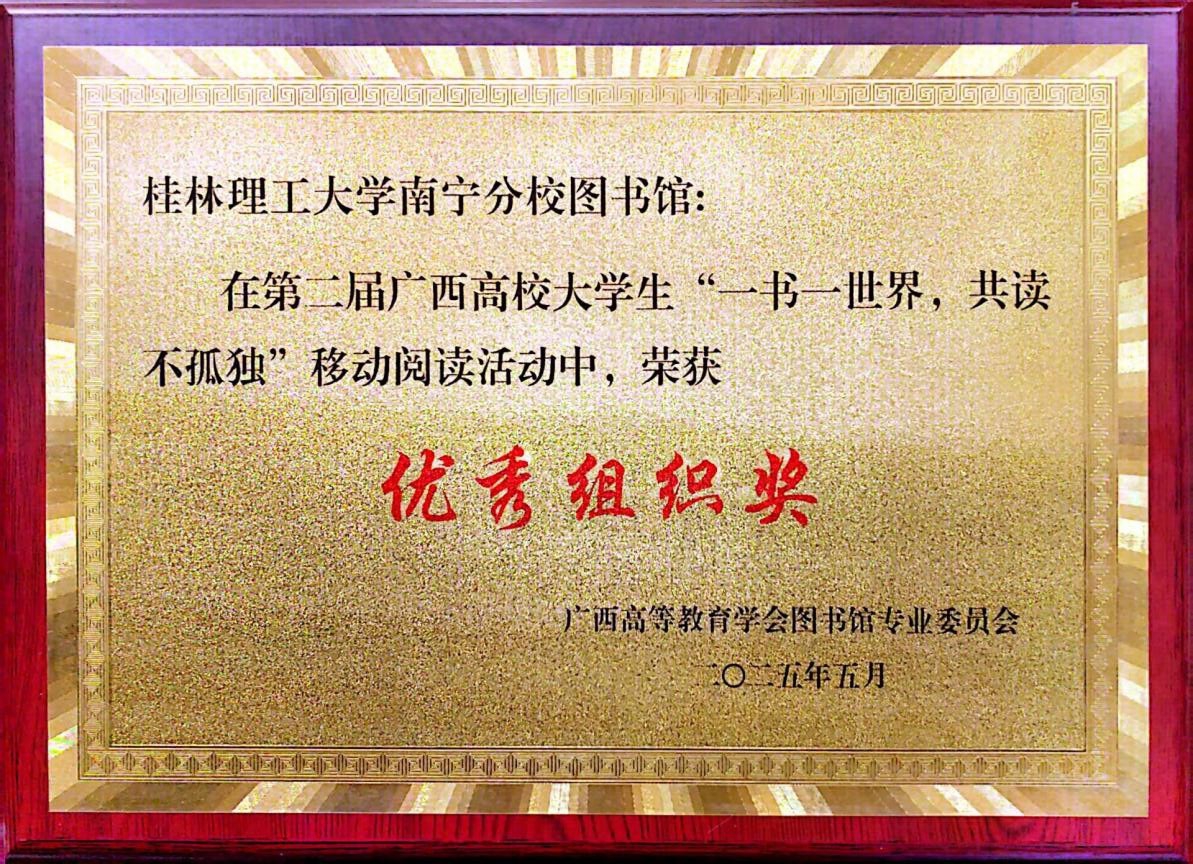 桂林理工大学南宁分校图书馆:
在第二届广西高校大学生“一书一世界，共读
不孤独”移动阅读活动中，荣获
优秀组织奖
广西高等教育学会图书馆专业委员会
二〇二五年五月